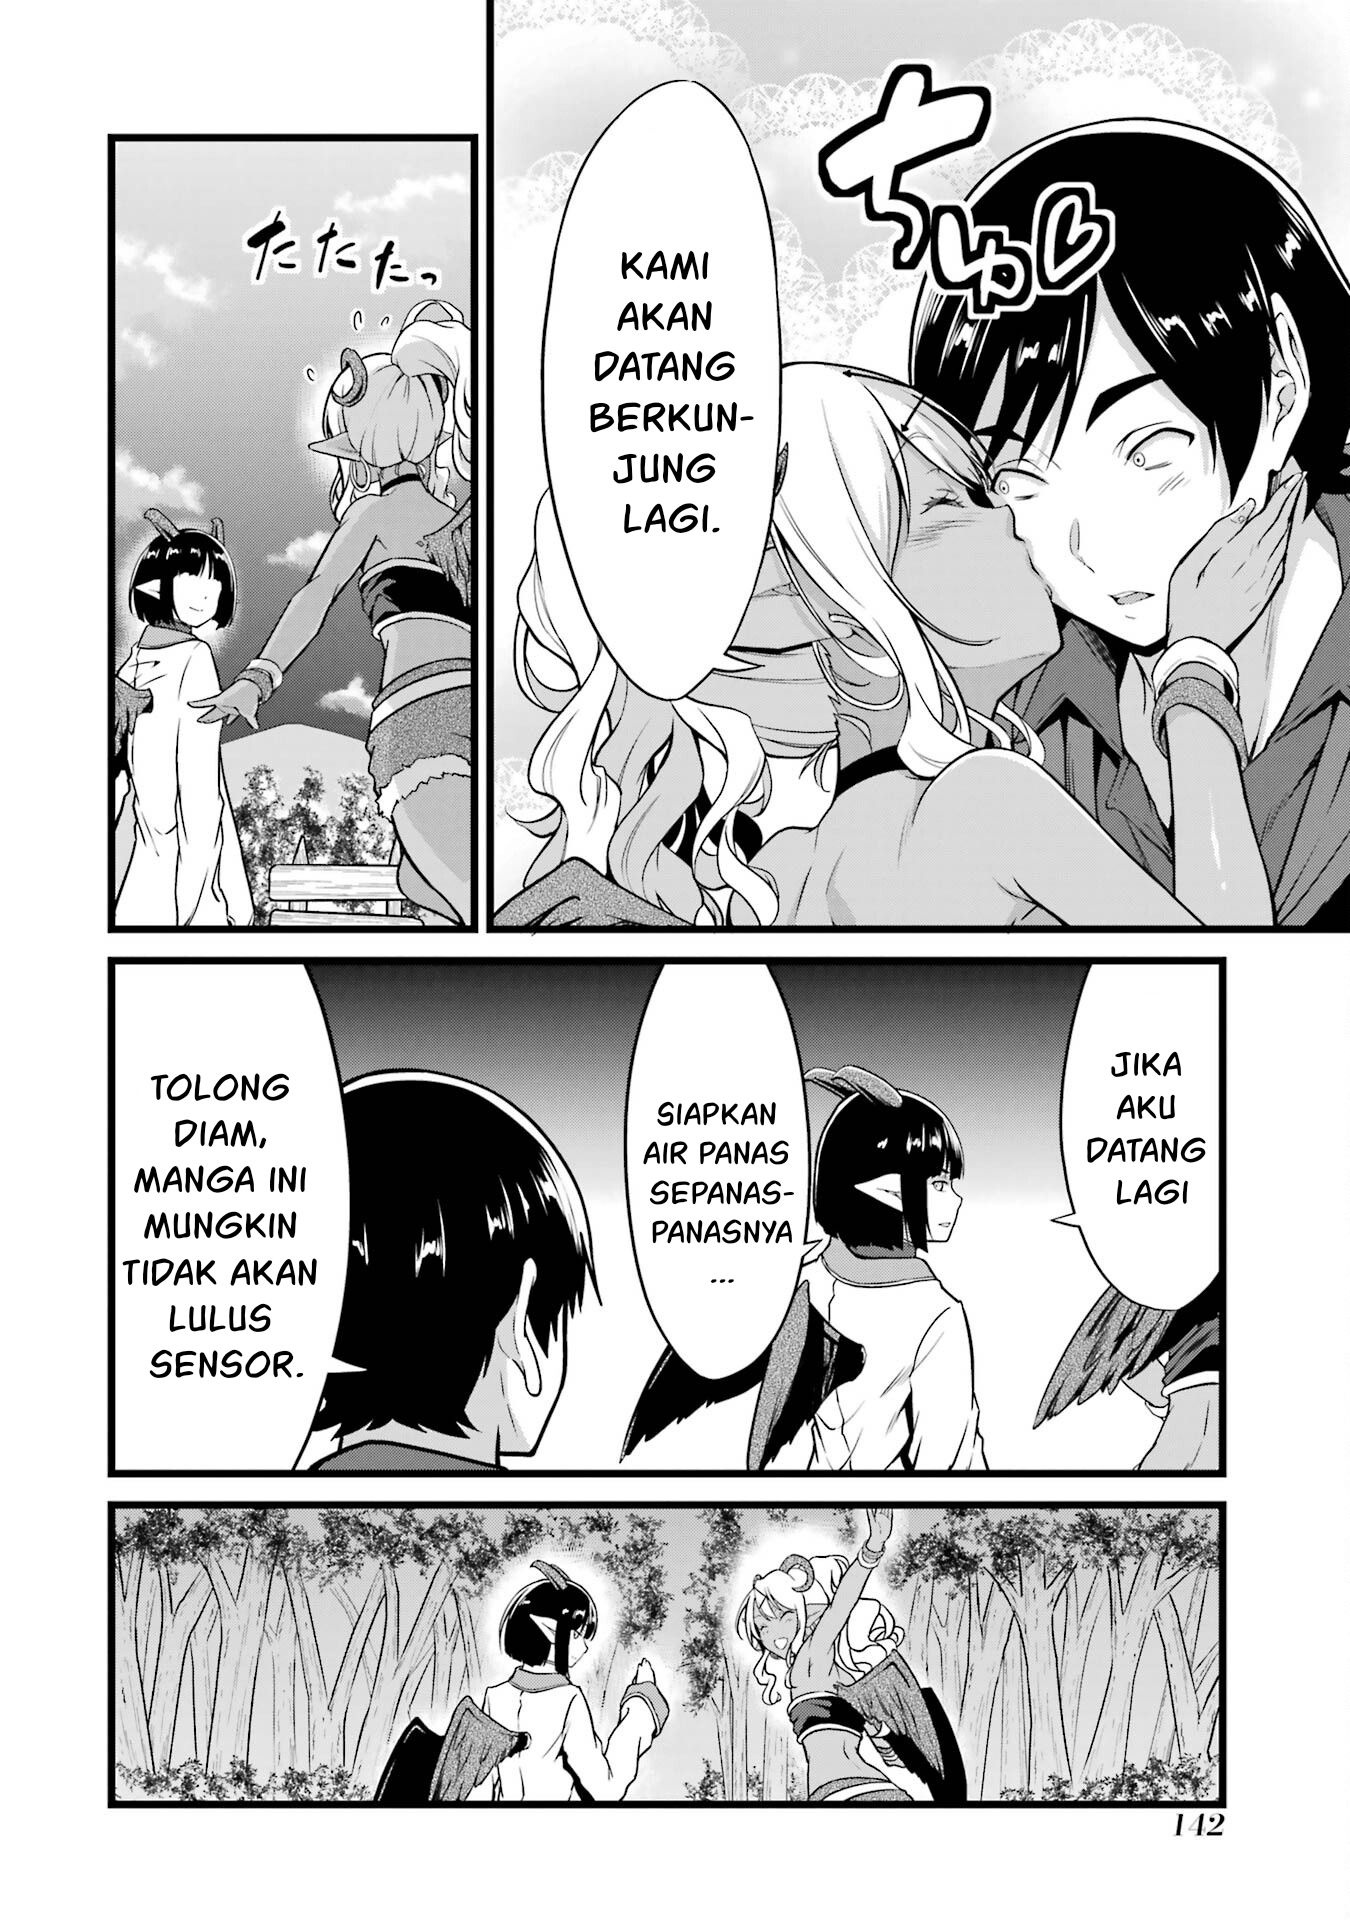 ちゅ♡
KAMI
AKAN
DATANG
BERKUN-
JUNG
LAGI.
たたたっ
JIKA
AKU
DATANG
LAGI
SIAPKAN
AIR PANAS
SEPANAS-
PANASNYA
...
TOLONG
DIAM,
MANGA INI
MUNGKIN
TIDAK AKAN
LULUS
SENSOR.
142